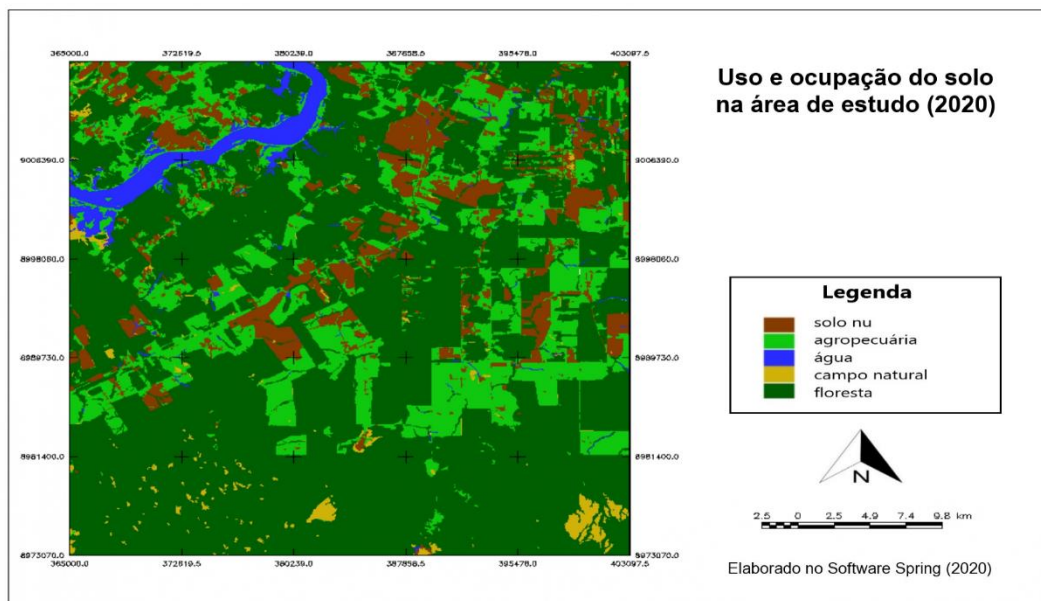 365000.0 372619.5 380239.0 387858.5 395478.0 403097.5
Uso e ocupação do solo
na área de estudo (2020)
9006390.0 9006390.0
8998060.0 8998060.0
Legenda
solo nu
agropecuária
água
campo natural
floresta
8989730.0 8989730.0
8981400.0 8981400.0
N
2.5 0 2.5 4.9 7.4 9.8 km
8973070.0 8973070.0
365000.0 372619.5 380239.0 387858.5 395478.0 403097.5
Elaborado no Software Spring (2020)